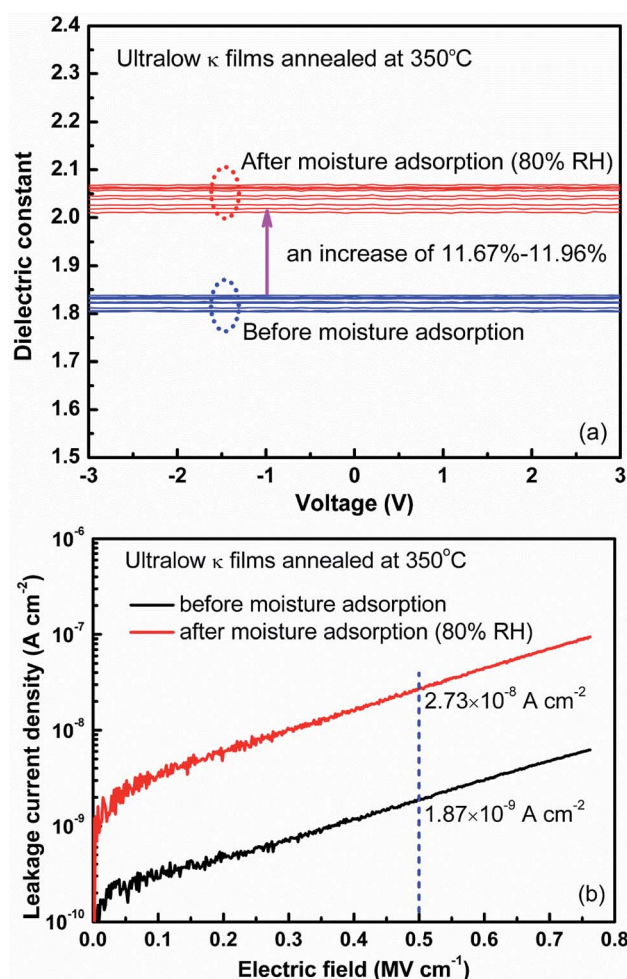 Ultralow κ films annealed at 350°C
2.4
2.3
2.2
2.1
2.0
1.9
1.8
1.7
1.6
1.5
Dielectric constant
After moisture adsorption (80% RH)
an increase of 11.67%-11.96%
Before moisture adsorption
(a)
-3 -2 -1 0 1 2 3
Voltage (V)
10⁻⁶
10⁻⁷
10⁻⁸
10⁻⁹
10⁻¹⁰
Leakage current density (A cm⁻²)
Ultralow κ films annealed at 350°C
before moisture adsorption
after moisture adsorption (80% RH)
2.73×10⁻⁸ A cm⁻²
1.87×10⁻⁹ A cm⁻²
(b)
0.0 0.1 0.2 0.3 0.4 0.5 0.6 0.7 0.8
Electric field (MV cm⁻¹)